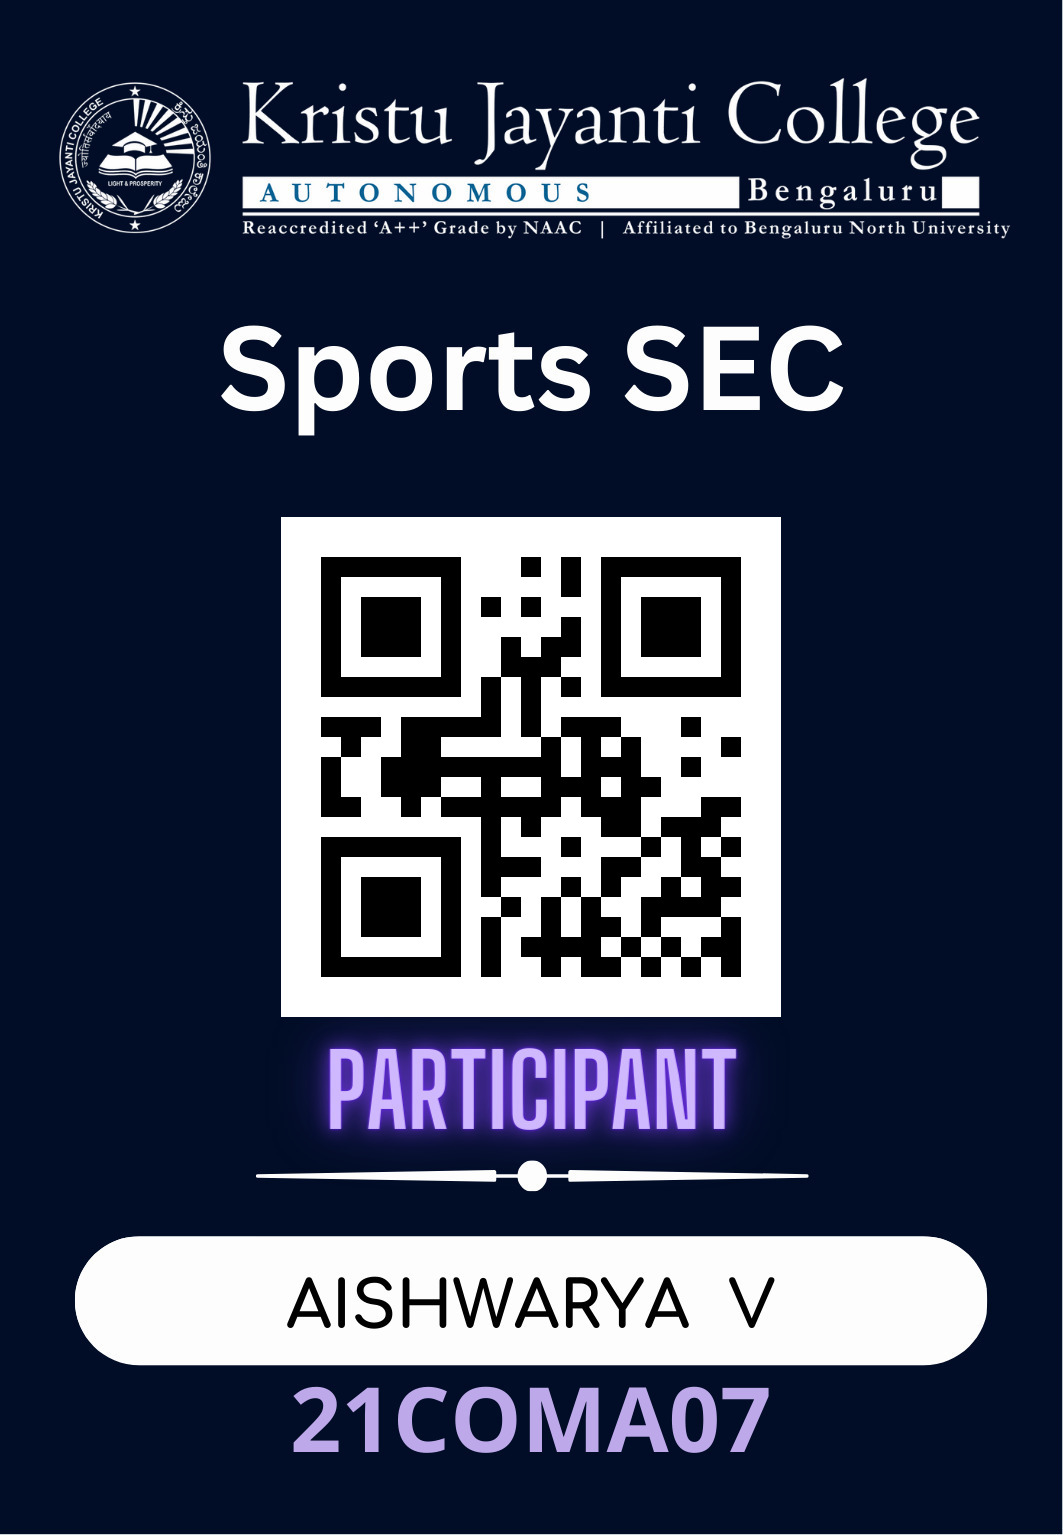 KRISTU JAYANTI COLLEGE
ಕ್ರಿಸ್ತು ಜಯಂತಿ ಕಾಲೇಜು
LIGHT & PROSPERITY
Kristu Jayanti College
AUTONOMOUS Bengaluru
Reaccredited ‘A++’ Grade by NAAC | Affiliated to Bengaluru North University
Sports SEC
PARTICIPANT
AISHWARYA V
21COMA07